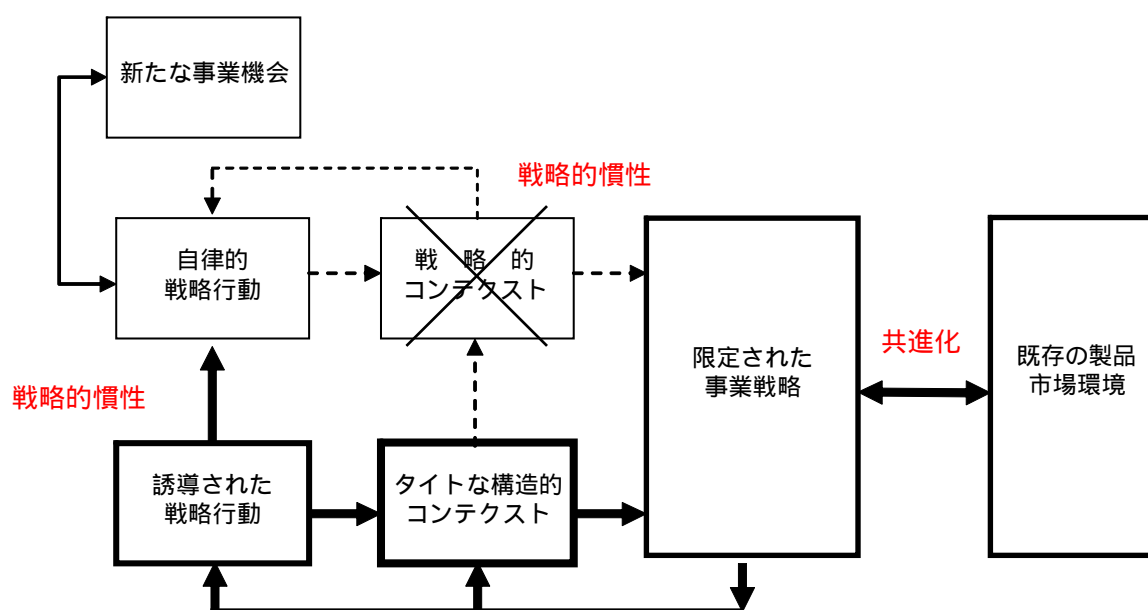 新たな事業機会
戦略的慣性
自律的
戦略行動
戦　略　的
コンテクスト
限定された
事業戦略
共進化
既存の製品
市場環境
戦略的慣性
誘導された
戦略行動
タイトな構造的
コンテクスト